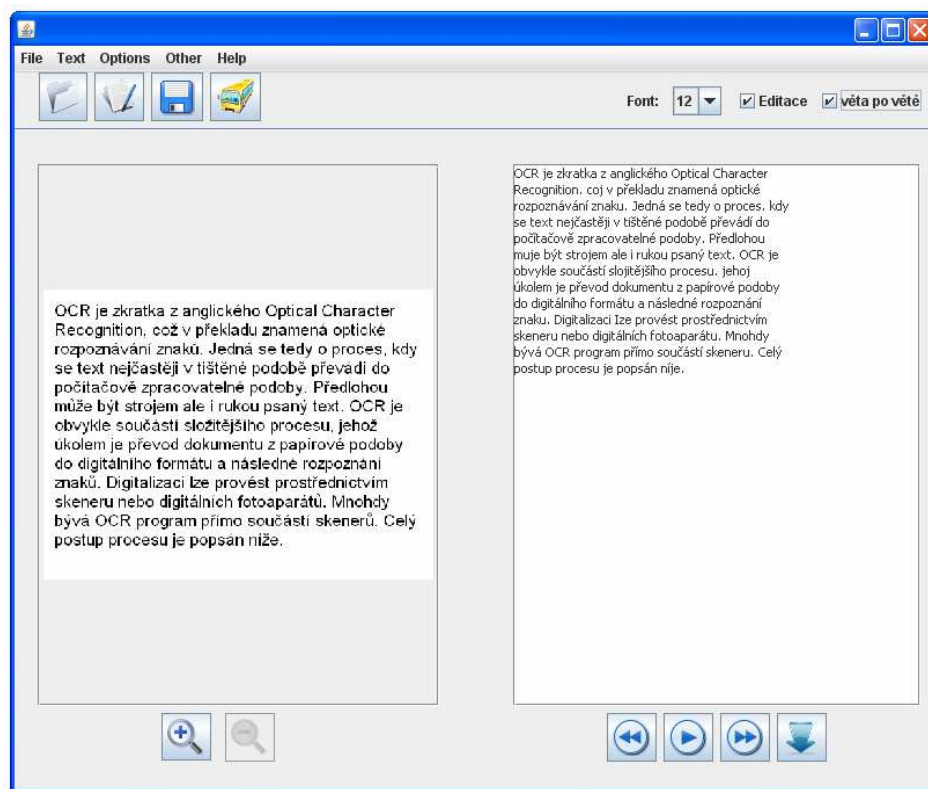 File Text Options Other Help
Font: 12 Editace věta po větě
OCR je zkratka z anglického Optical Character
Recognition, což v překladu znamená optické
rozpoznávání znaků. Jedná se tedy o proces, kdy
se text nejčastěji v tištěné podobě převádí do
počítačově zpracovatelné podoby. Předlohou
může být strojem ale i rukou psaný text. OCR je
obvykle součástí složitějšího procesu, jehož
úkolem je převod dokumentu z papírové podoby
do digitálního formátu a následné rozpoznání
znaků. Digitalizaci lze provést prostřednictvím
skeneru nebo digitálních fotoaparátů. Mnohdy
bývá OCR program přímo součástí skenerů. Celý
postup procesu je popsán níže.
OCR je zkratka z anglického Optical Character
Recognition. coj v překladu znamená optické
rozpoznávání znaku. Jedná se tedy o proces. kdy
se text nejčastěji v tištěné podobě převádí do
počítačově zpracovatelné podoby. Předlohou
muje být strojem ale i rukou psaný text. OCR je
obvykle součástí slojitějšího procesu. jehoj
úkolem je převod dokumentu z papírové podoby
do digitálního formátu a následné rozpoznání
znaku. Digitalizaci Ize provést prostřednictvím
skeneru nebo digitálních fotoaparátu. Mnohdy
bývá OCR program přímo součástí skeneru. Celý
postup procesu je popsán níje.